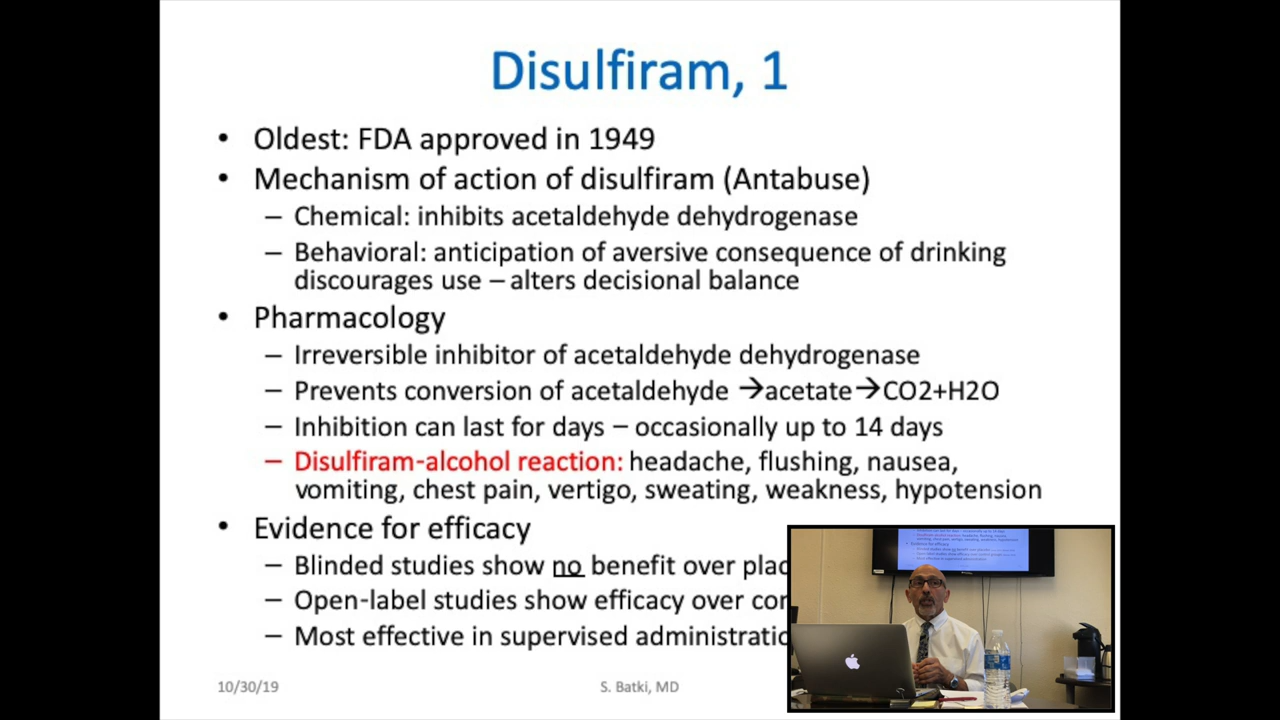 Disulfiram, 1
• Oldest: FDA approved in 1949
• Mechanism of action of disulfiram (Antabuse)
– Chemical: inhibits acetaldehyde dehydrogenase
– Behavioral: anticipation of aversive consequence of drinking
discourages use – alters decisional balance
• Pharmacology
– Irreversible inhibitor of acetaldehyde dehydrogenase
– Prevents conversion of acetaldehyde →acetate→CO2+H2O
– Inhibition can last for days – occasionally up to 14 days
– Disulfiram-alcohol reaction: headache, flushing, nausea,
vomiting, chest pain, vertigo, sweating, weakness, hypotension
• Evidence for efficacy
– Blinded studies show no benefit over plac
– Open-label studies show efficacy over con
– Most effective in supervised administratio
10/30/19
S. Batki, MD